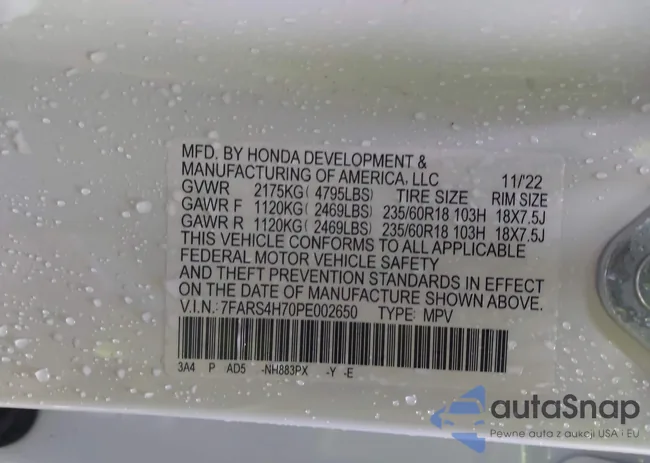 MFD. BY HONDA DEVELOPMENT &
MANUFACTURING OF AMERICA, LLC 11/'22
GVWR 2175KG( 4795LBS) TIRE SIZE RIM SIZE
GAWR F 1120KG( 2469LBS) 235/60R18 103H 18X7.5J
GAWR R 1120KG( 2469LBS) 235/60R18 103H 18X7.5J
THIS VEHICLE CONFORMS TO ALL APPLICABLE
FEDERAL MOTOR VEHICLE SAFETY
AND THEFT PREVENTION STANDARDS IN EFFECT
ON THE DATE OF MANUFACTURE SHOWN ABOVE.
V.I.N.:7FARS4H70PE002650 TYPE: MPV
3A4 P AD5 -NH883PX -Y -E
autaSnap
Pewne auta z aukcji USA i EU